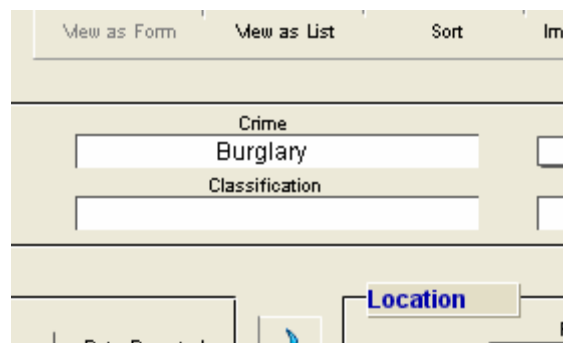 View as Form View as List Sort
Crime
Burglary
Classification
Location